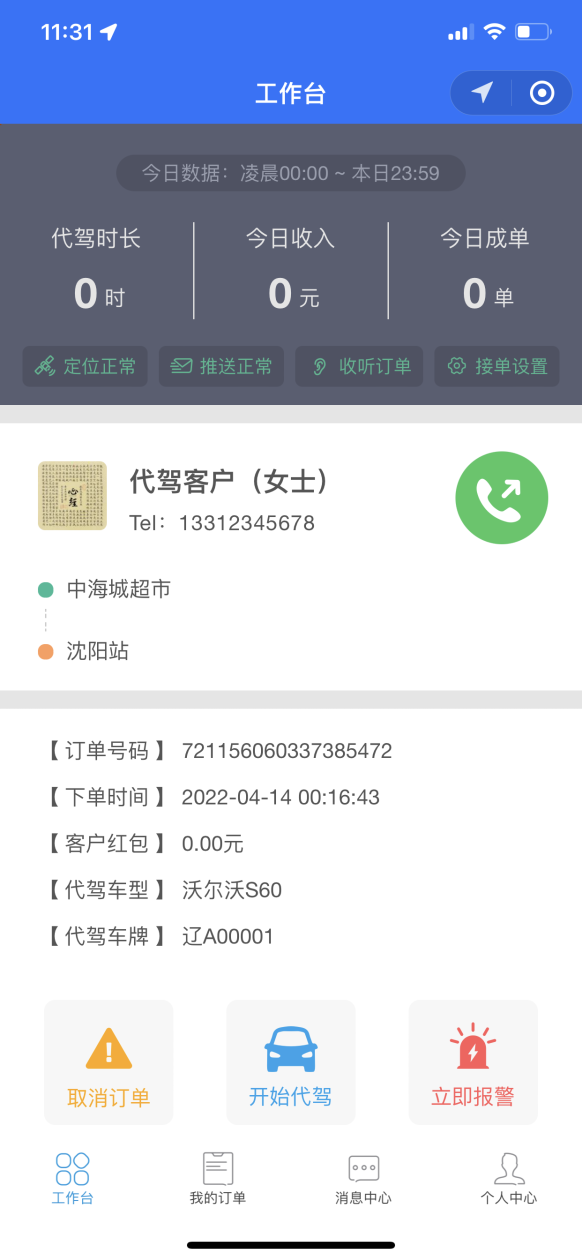 11:31
工作台
今日数据：凌晨00:00 ~ 本日23:59
代驾时长 今日收入 今日成单
0 时 0 元 0 单
定位正常 推送正常 收听订单 接单设置
心经
代驾客户（女士）
Tel：13312345678
中海城超市
沈阳站
【 订单号码 】 721156060337385472
【 下单时间 】 2022-04-14 00:16:43
【 客户红包 】 0.00元
【 代驾车型 】 沃尔沃S60
【 代驾车牌 】 辽A00001
取消订单 开始代驾 立即报警
工作台 我的订单 消息中心 个人中心